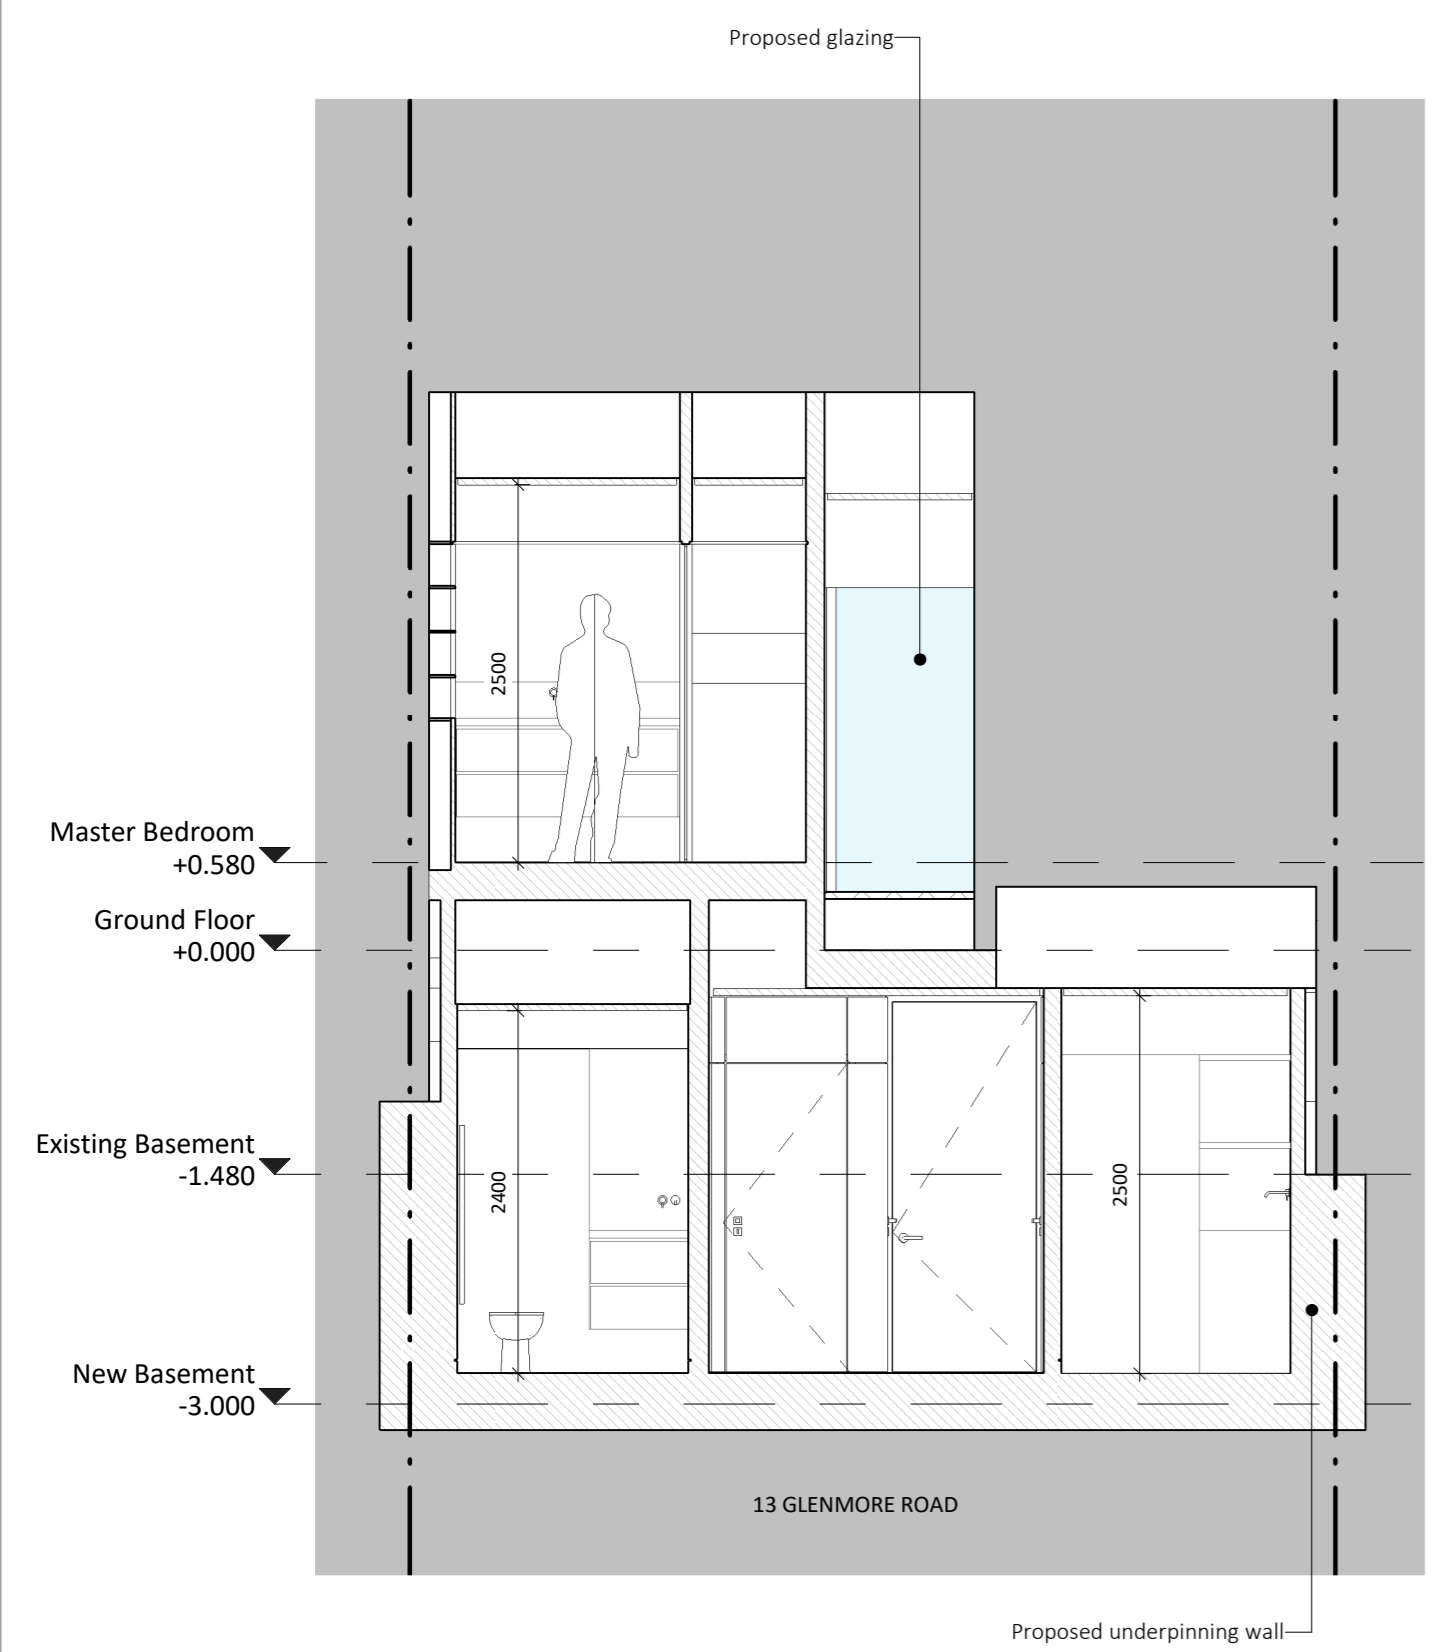 Proposed glazing
2500
Master Bedroom
+0.580
Ground Floor
+0.000
Existing Basement
-1.480
2400
2500
New Basement
-3.000
13 GLENMORE ROAD
Proposed underpinning wall